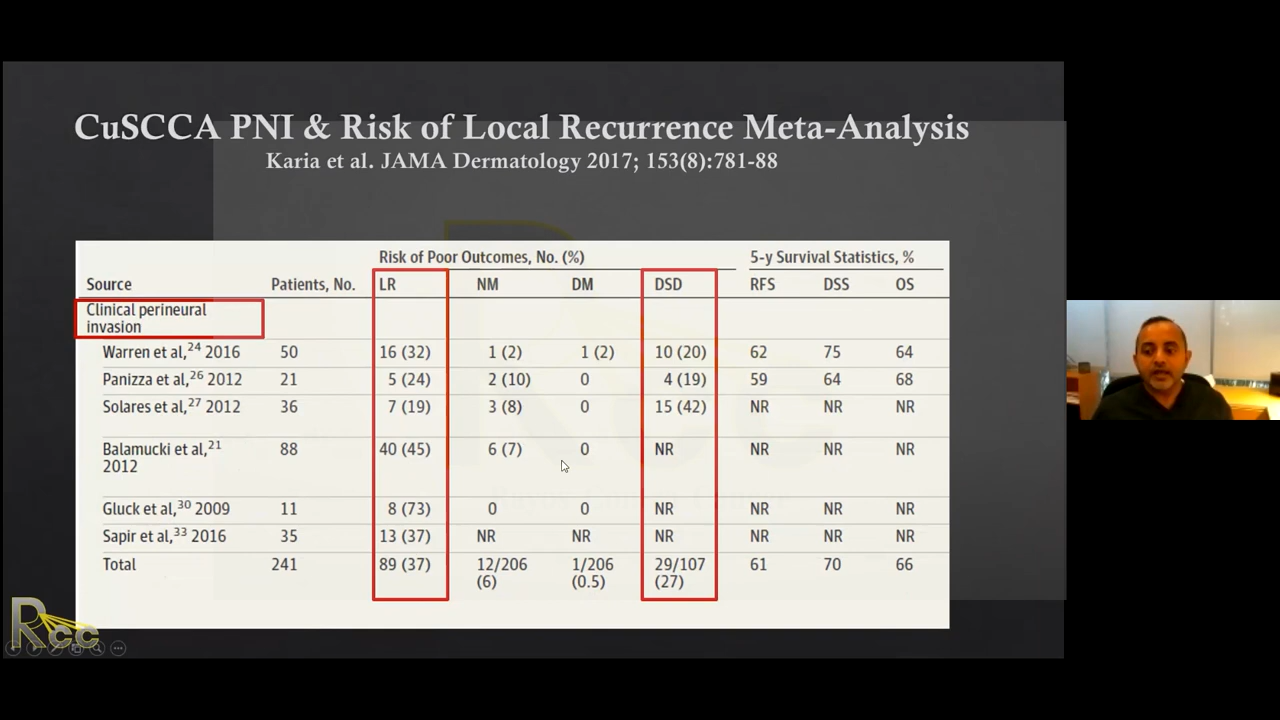 CuSCCA PNI & Risk of Local Recurrence Meta-Analysis
Karia et al. JAMA Dermatology 2017; 153(8):781-88
Risk of Poor Outcomes, No. (%) 5-y Survival Statistics, %
Source Patients, No. LR NM DM DSD RFS DSS OS
Clinical perineural
invasion
Warren et al,24 2016 50 16 (32) 1 (2) 1 (2) 10 (20) 62 75 64
Panizza et al,26 2012 21 5 (24) 2 (10) 0 4 (19) 59 64 68
Solares et al,27 2012 36 7 (19) 3 (8) 0 15 (42) NR NR NR
Balamucki et al,21 88 40 (45) 6 (7) 0 NR NR NR NR
2012
Gluck et al,30 2009 11 8 (73) 0 0 NR NR NR NR
Sapir et al,33 2016 35 13 (37) NR NR NR NR NR NR
Total 241 89 (37) 12/206 1/206 29/107 61 70 66
(6) (0.5) (27)
Rcc